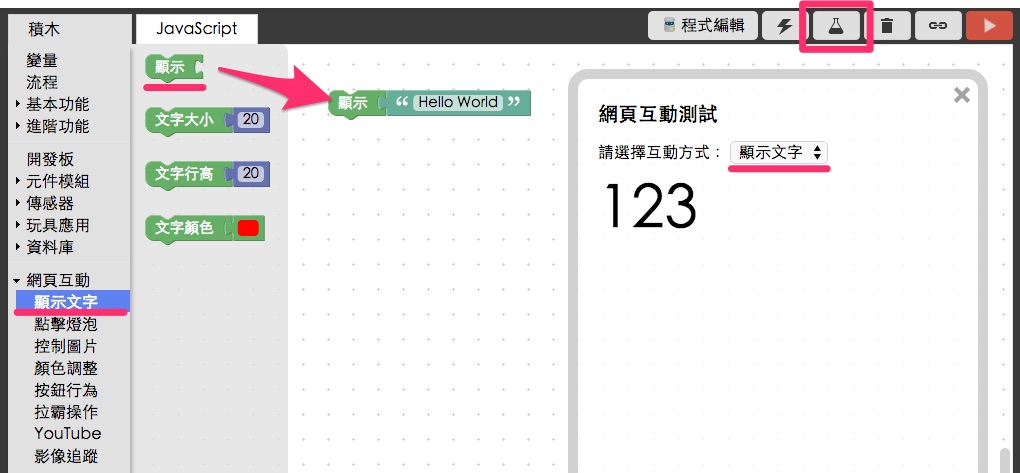 積木
JavaScript
程式編輯
變量
流程
基本功能
進階功能
開發板
元件模組
傳感器
玩具應用
資料庫
網頁互動
顯示文字
點擊燈泡
控制圖片
顏色調整
按鈕行為
拉霸操作
YouTube
影像追蹤
顯示
文字大小 20
文字行高 20
文字顏色
顯示 “ Hello World ”
網頁互動測試
請選擇互動方式： 顯示文字
123